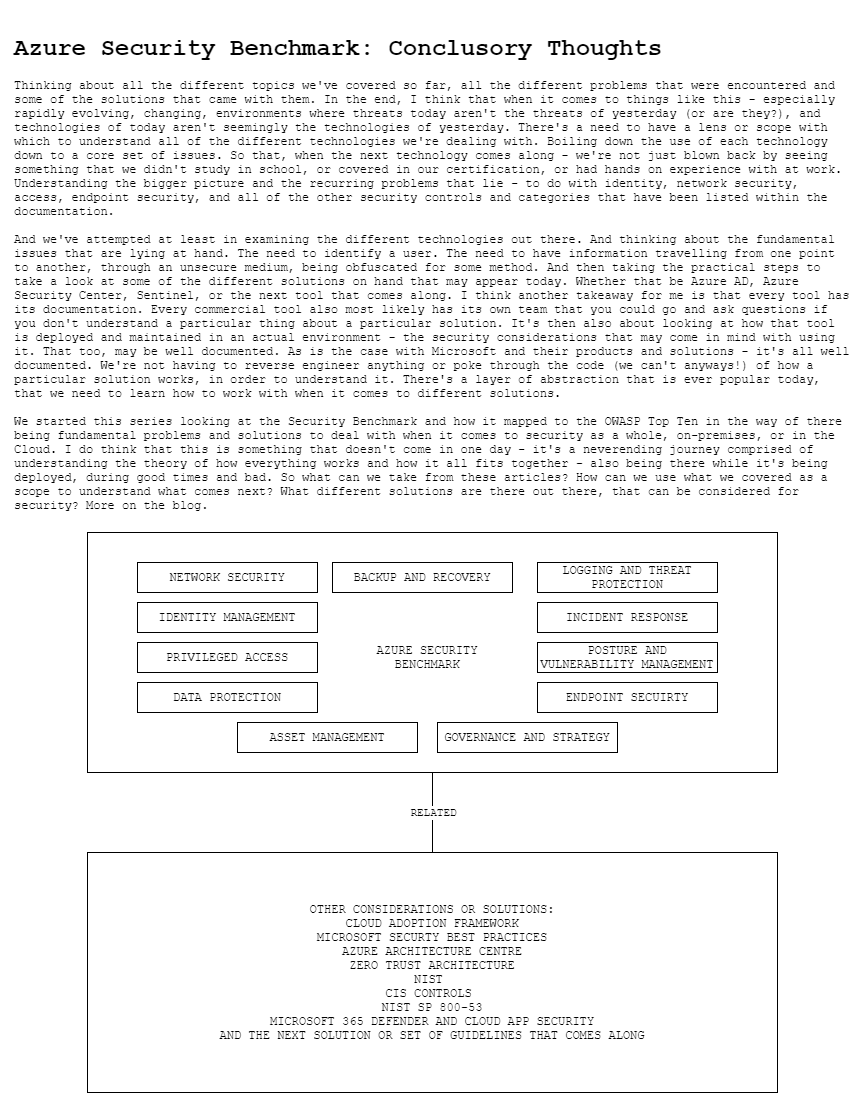 Azure Security Benchmark: Conclusory Thoughts
Thinking about all the different topics we've covered so far, all the different problems that were encountered and
some of the solutions that came with them. In the end, I think that when it comes to things like this - especially
rapidly evolving, changing, environments where threats today aren't the threats of yesterday (or are they?), and
technologies of today aren't seemingly the technologies of yesterday. There's a need to have a lens or scope with
which to understand all of the different technologies we're dealing with. Boiling down the use of each technology
down to a core set of issues. So that, when the next technology comes along - we're not just blown back by seeing
something that we didn't study in school, or covered in our certification, or had hands on experience with at work.
Understanding the bigger picture and the recurring problems that lie - to do with identity, network security,
access, endpoint security, and all of the other security controls and categories that have been listed within the
documentation.
And we've attempted at least in examining the different technologies out there. And thinking about the fundamental
issues that are lying at hand. The need to identify a user. The need to have information travelling from one point
to another, through an unsecure medium, being obfuscated for some method. And then taking the practical steps to
take a look at some of the different solutions on hand that may appear today. Whether that be Azure AD, Azure
Security Center, Sentinel, or the next tool that comes along. I think another takeaway for me is that every tool has
its documentation. Every commercial tool also most likely has its own team that you could go and ask questions if
you don't understand a particular thing about a particular solution. It's then also about looking at how that tool
is deployed and maintained in an actual environment - the security considerations that may come in mind with using
it. That too, may be well documented. As is the case with Microsoft and their products and solutions - it's all well
documented. We're not having to reverse engineer anything or poke through the code (we can't anyways!) of how a
particular solution works, in order to understand it. There's a layer of abstraction that is ever popular today,
that we need to learn how to work with when it comes to different solutions.
We started this series looking at the Security Benchmark and how it mapped to the OWASP Top Ten in the way of there
being fundamental problems and solutions to deal with when it comes to security as a whole, on-premises, or in the
Cloud. I do think that this is something that doesn't come in one day - it's a neverending journey comprised of
understanding the theory of how everything works and how it all fits together - also being there while it's being
deployed, during good times and bad. So what can we take from these articles? How can we use what we covered as a
scope to understand what comes next? What different solutions are there out there, that can be considered for
security? More on the blog.
NETWORK SECURITY
BACKUP AND RECOVERY
LOGGING AND THREAT
PROTECTION
IDENTITY MANAGEMENT
INCIDENT RESPONSE
PRIVILEGED ACCESS
AZURE SECURITY
BENCHMARK
POSTURE AND
VULNERABILITY MANAGEMENT
DATA PROTECTION
ENDPOINT SECUIRTY
ASSET MANAGEMENT
GOVERNANCE AND STRATEGY
RELATED
OTHER CONSIDERATIONS OR SOLUTIONS:
CLOUD ADOPTION FRAMEWORK
MICROSOFT SECURTY BEST PRACTICES
AZURE ARCHITECTURE CENTRE
ZERO TRUST ARCHITECTURE
NIST
CIS CONTROLS
NIST SP 800-53
MICROSOFT 365 DEFENDER AND CLOUD APP SECURITY
AND THE NEXT SOLUTION OR SET OF GUIDELINES THAT COMES ALONG